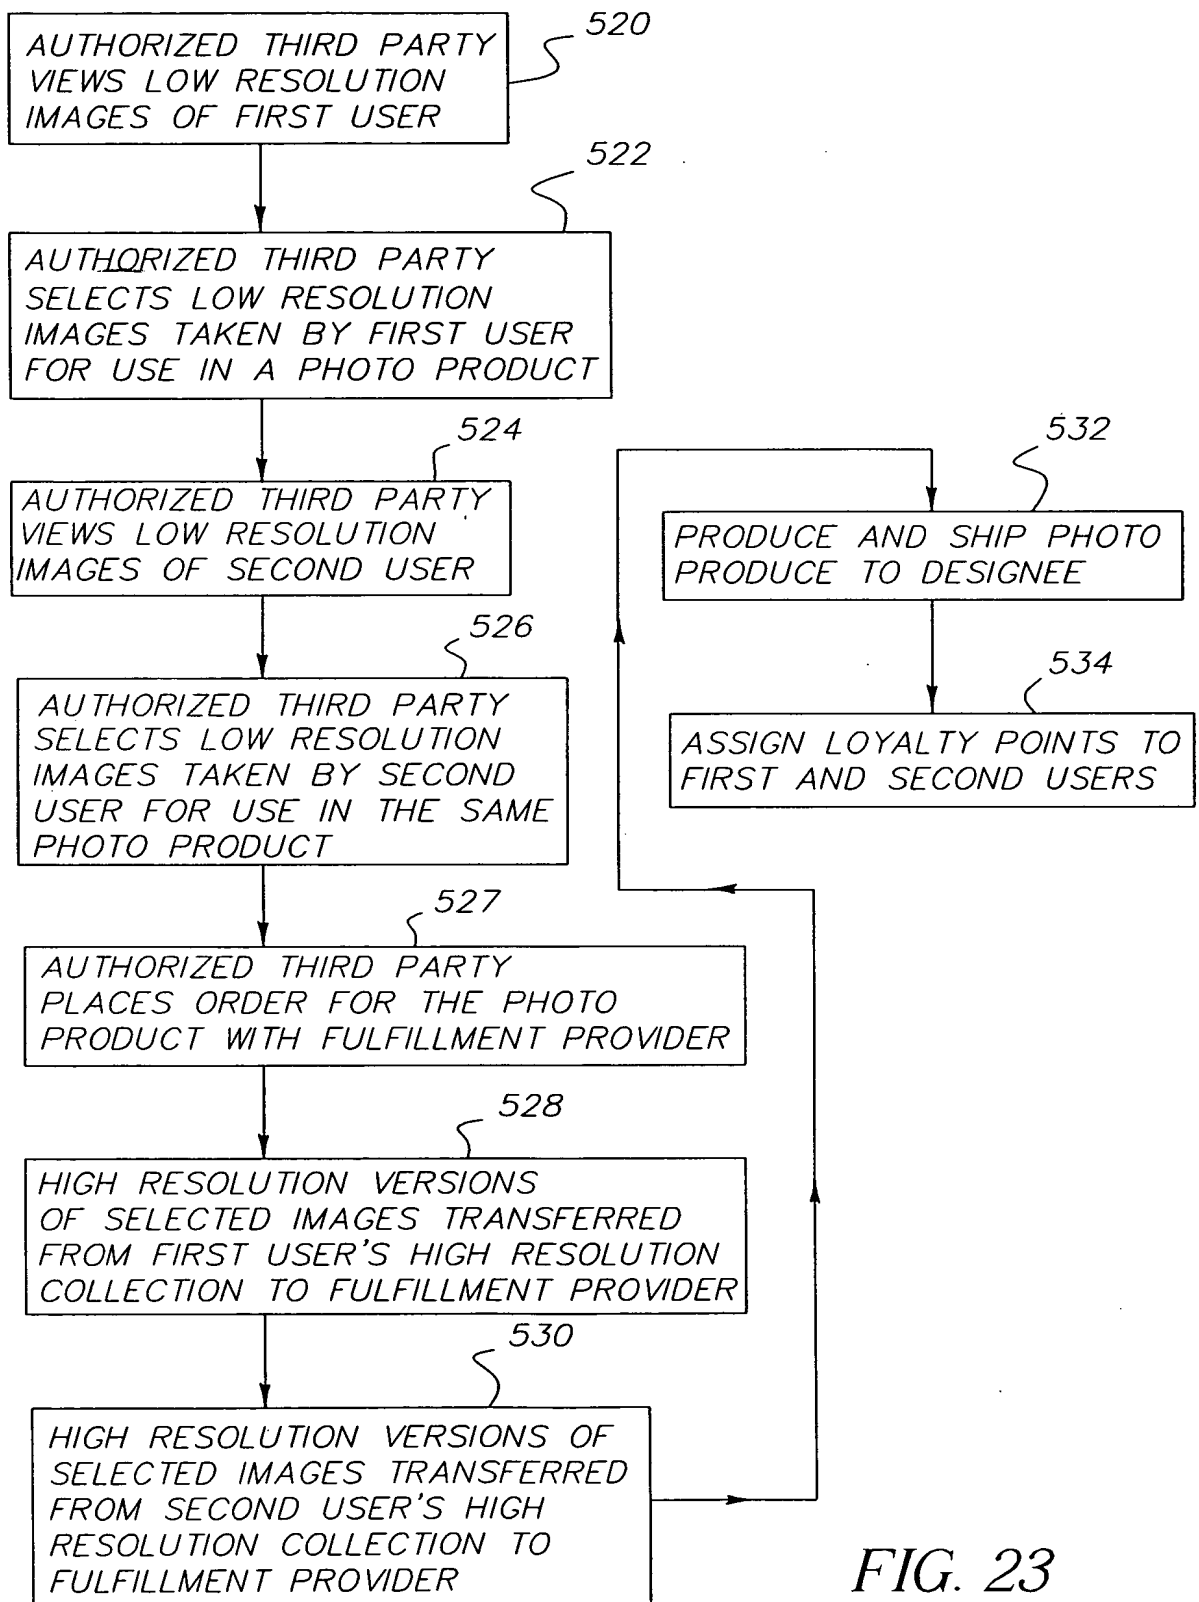 520
AUTHORIZED THIRD PARTY
VIEWS LOW RESOLUTION
IMAGES OF FIRST USER
522
AUTHORIZED THIRD PARTY
SELECTS LOW RESOLUTION
IMAGES TAKEN BY FIRST USER
FOR USE IN A PHOTO PRODUCT
524
AUTHORIZED THIRD PARTY
VIEWS LOW RESOLUTION
IMAGES OF SECOND USER
526
AUTHORIZED THIRD PARTY
SELECTS LOW RESOLUTION
IMAGES TAKEN BY SECOND
USER FOR USE IN THE SAME
PHOTO PRODUCT
527
AUTHORIZED THIRD PARTY
PLACES ORDER FOR THE PHOTO
PRODUCT WITH FULFILLMENT PROVIDER
528
HIGH RESOLUTION VERSIONS
OF SELECTED IMAGES TRANSFERRED
FROM FIRST USER'S HIGH RESOLUTION
COLLECTION TO FULFILLMENT PROVIDER
530
HIGH RESOLUTION VERSIONS OF
SELECTED IMAGES TRANSFERRED
FROM SECOND USER'S HIGH
RESOLUTION COLLECTION TO
FULFILLMENT PROVIDER
532
PRODUCE AND SHIP PHOTO
PRODUCE TO DESIGNEE
534
ASSIGN LOYALTY POINTS TO
FIRST AND SECOND USERS
FIG. 23